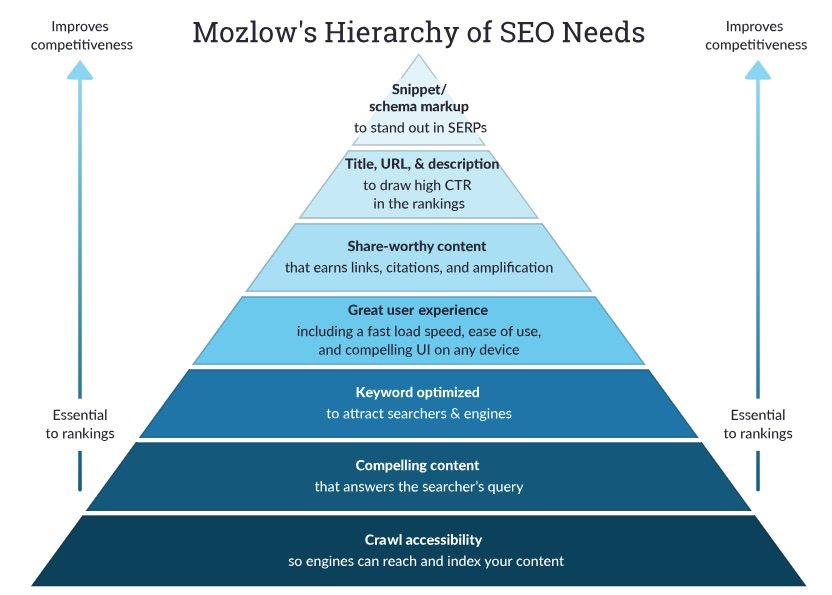 Mozlow's Hierarchy of SEO Needs
Improves
competitiveness
Improves
competitiveness
Snippet/
schema markup
to stand out in SERPs
Title, URL, & description
to draw high CTR
in the rankings
Share-worthy content
that earns links, citations, and amplification
Great user experience
including a fast load speed, ease of use,
and compelling UI on any device
Keyword optimized
to attract searchers & engines
Essential
to rankings
Essential
to rankings
Compelling content
that answers the searcher's query
Crawl accessibility
so engines can reach and index your content